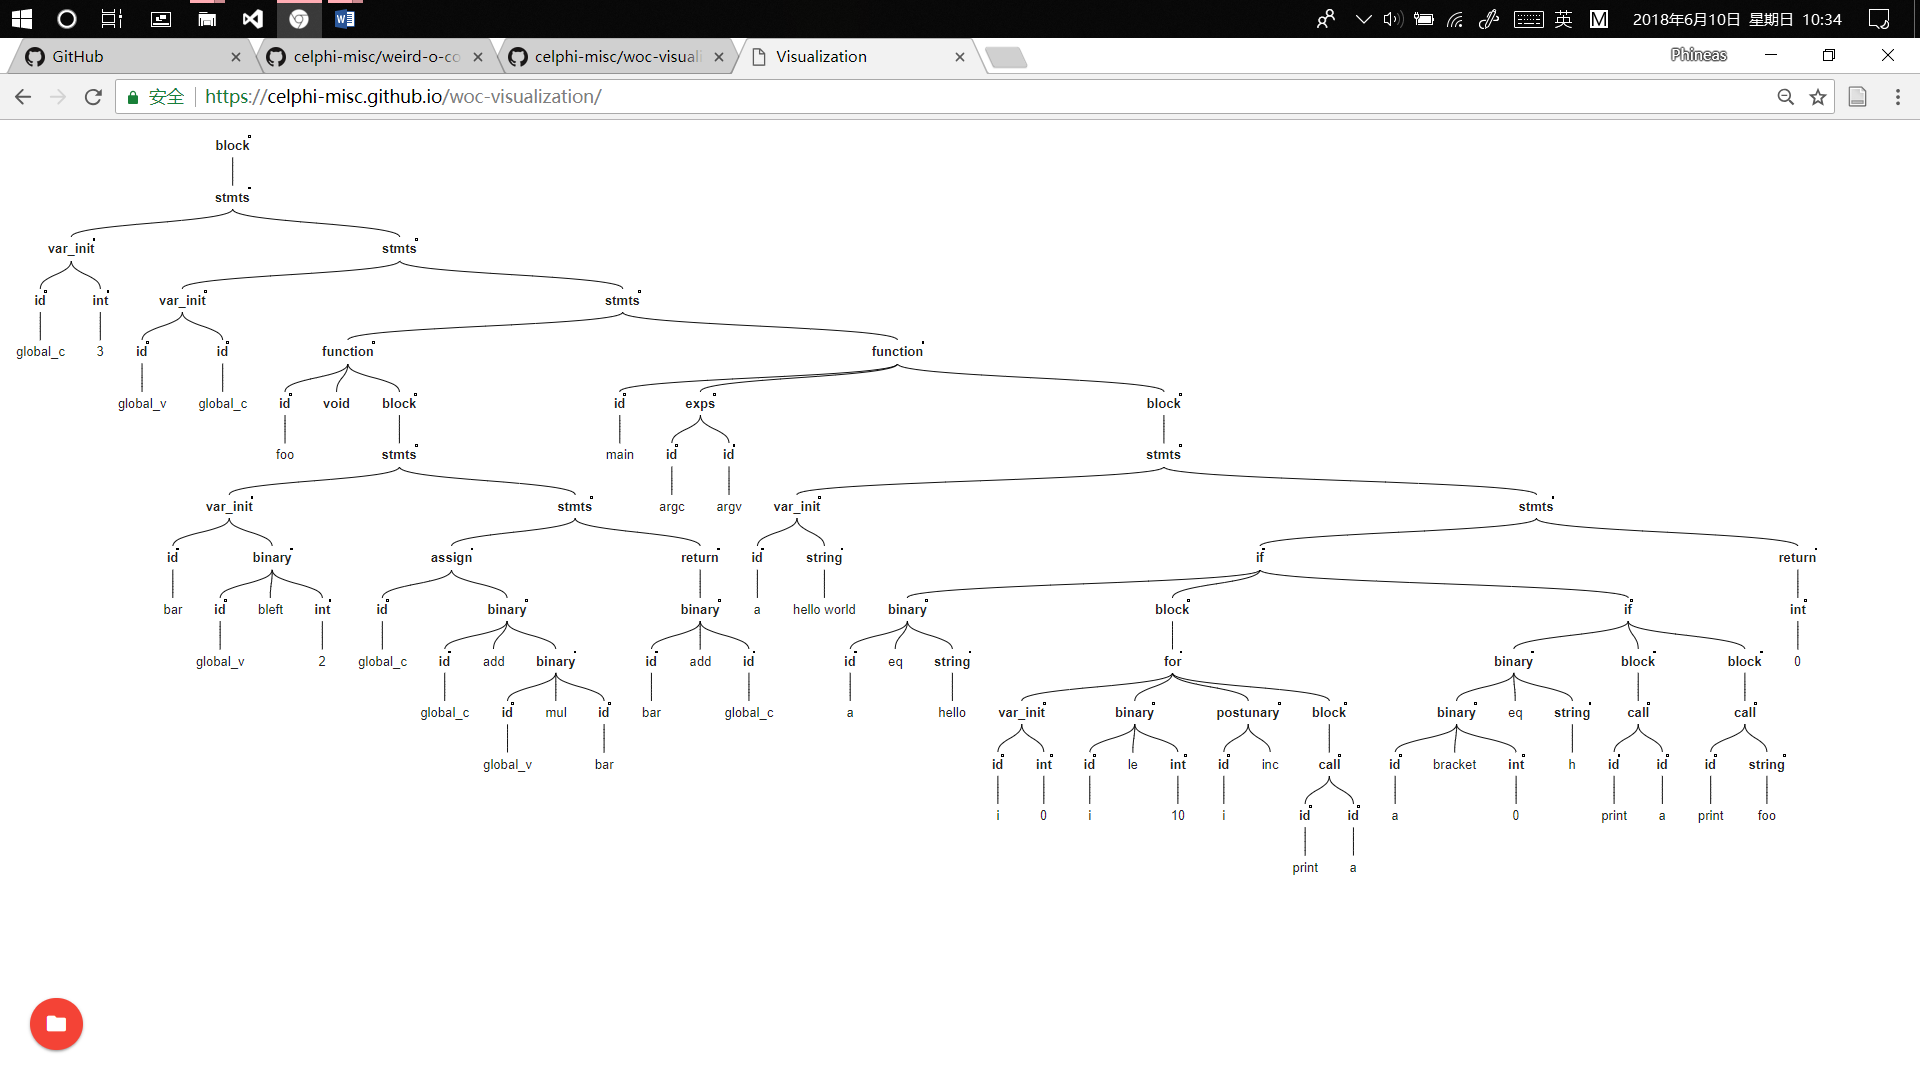 英 M 2018年6月10日 星期日 10:34
GitHub celphi-misc/weird-o-co celphi-misc/woc-visuali Visualization Phineas
安全 https://celphi-misc.github.io/woc-visualization/
block
stmts
var_init stmts
id int var_init stmts
global_c 3 id id function function
global_v global_c id void block id exps block
foo stmts main id id stmts
var_init stmts argc argv var_init stmts
id binary assign return id string if return
bar id bleft int id binary binary a hello world binary block if int
global_v 2 global_c id add binary id add id id eq string for binary block block 0
global_c id mul id bar global_c a hello var_init binary postunary block binary eq string call call
global_v bar id int id le int id inc call id bracket int h id id id string
i 0 i 10 i id id a 0 print a print foo
print a